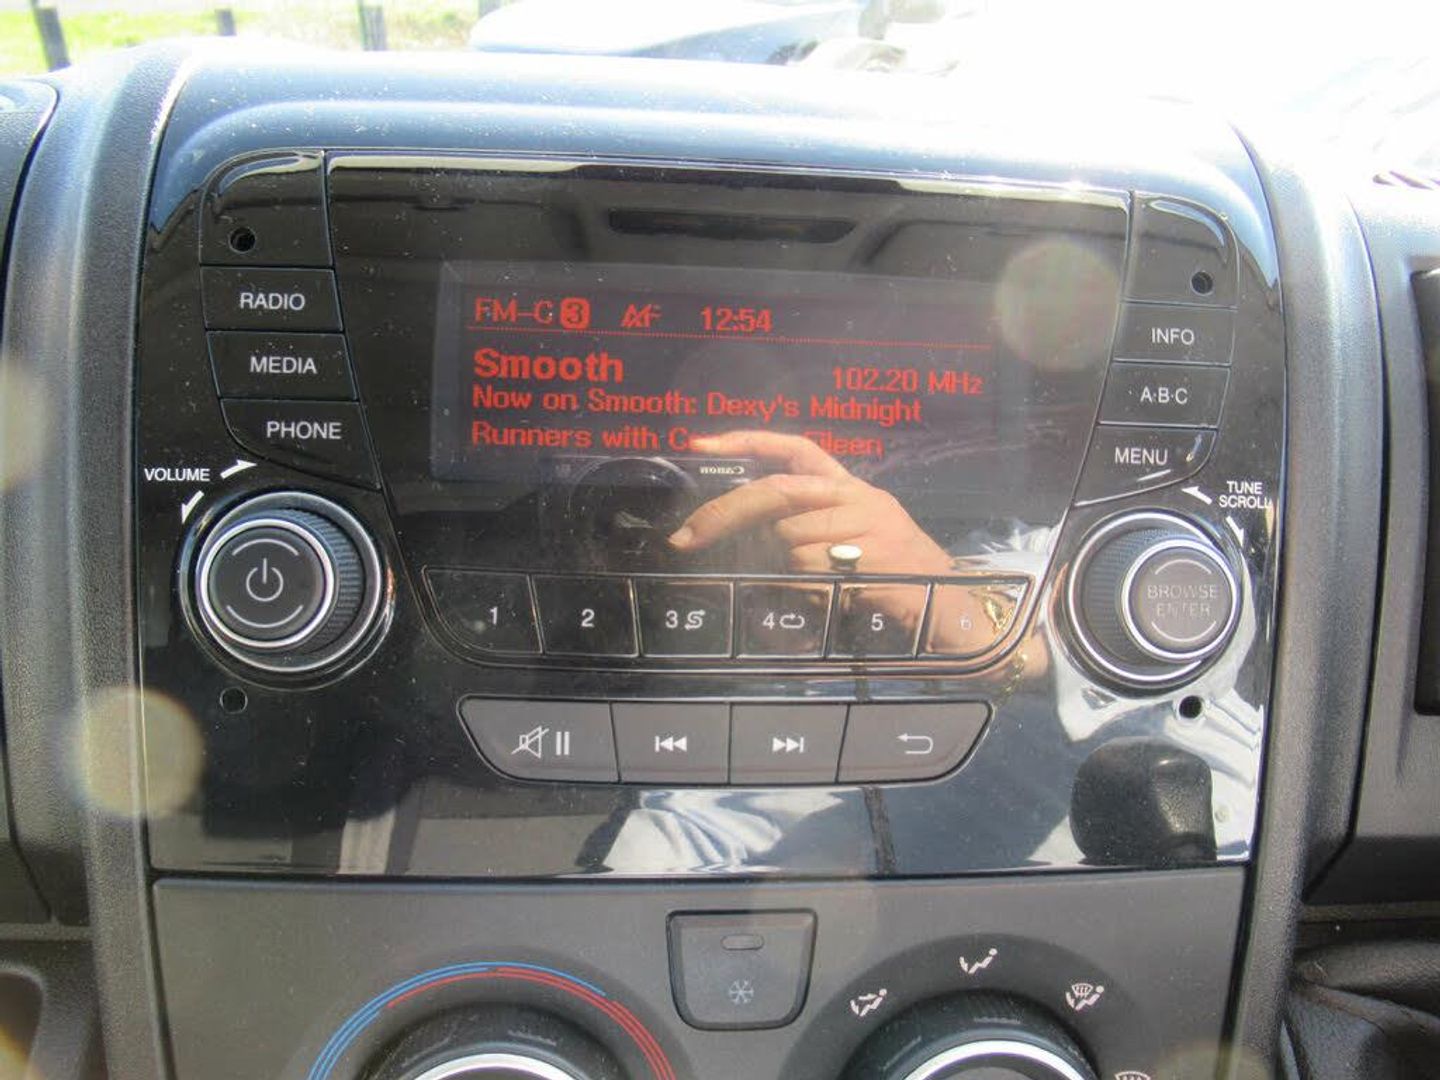 RADIO
MEDIA
PHONE
VOLUME
FM-C 3 AF 12:54
Smooth 102.20 MHz
Now on Smooth: Dexy's Midnight
Runners with Eileen
Canon
INFO
A·B·C
MENU
TUNE
SCROLL
BROWSE
ENTER
1 2 3 4 5 6